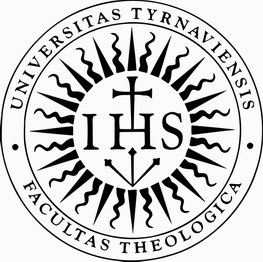 UNIVERSITAS TYRNAVIENSIS
IHS
FACULTAS THEOLOGICA